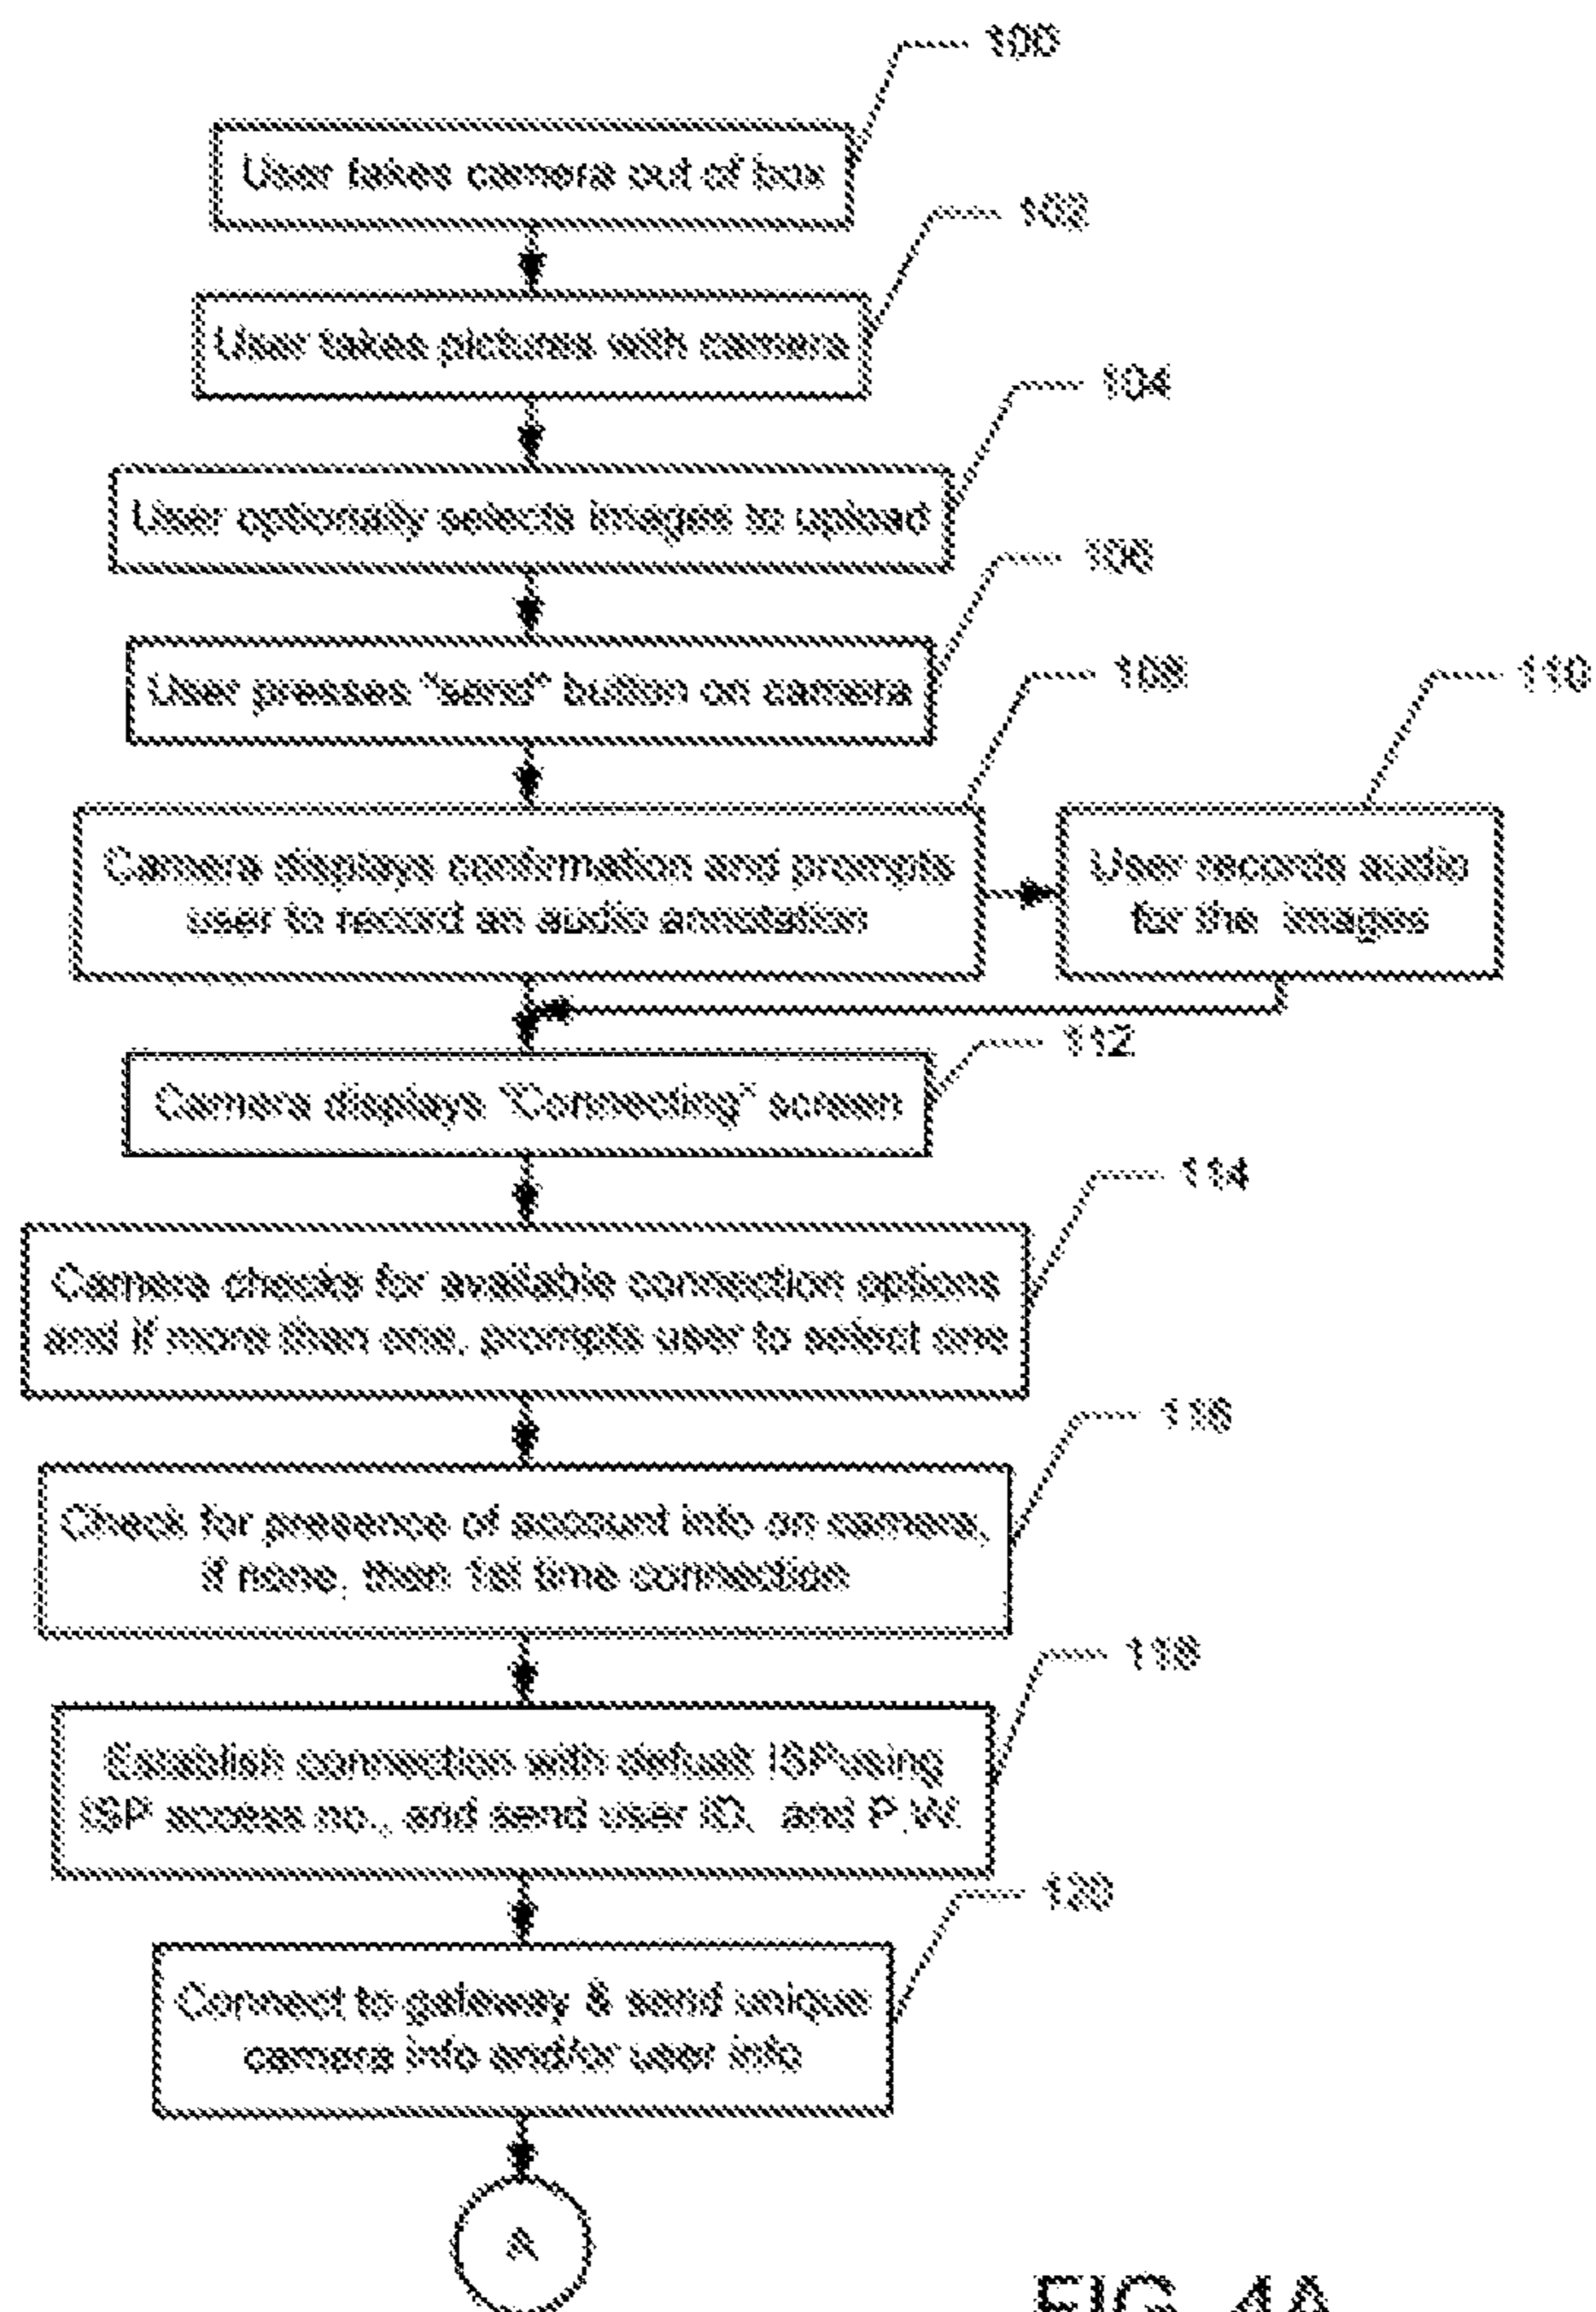 100
User takes camera out of box
102
User takes pictures with camera
104
User optionally selects images to upload
106
User presses "send" button on camera
108
110
Camera displays confirmation and prompts
user to record an audio annotation
User records audio
for the images
112
Camera displays "Connecting" screen
114
Camera checks for available connection options
and if more than one, prompts user to select one
116
Check for presence of account info on camera,
if none, then 1st time connection
118
Establish connection with default ISP using
ISP access no., and send user ID, and P.W.
120
Connect to gateway & send unique
camera info and/or user info
A
FIG. 4A